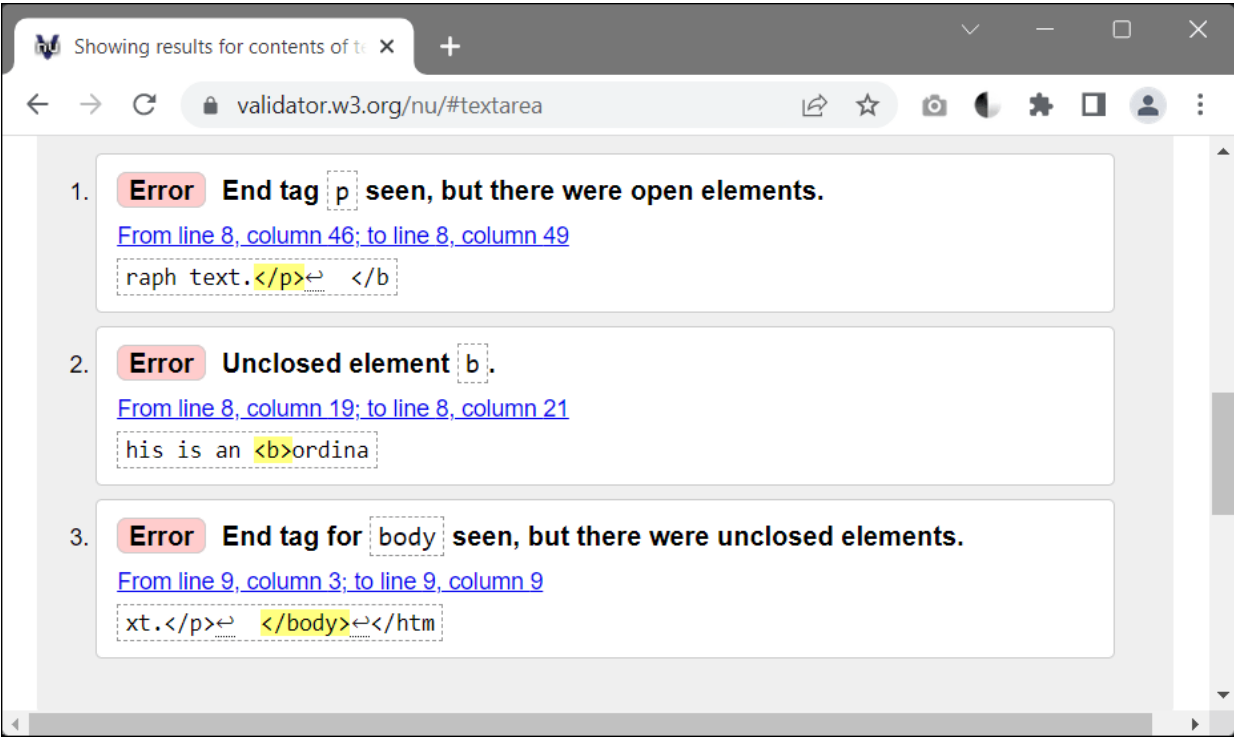 Showing results for contents of te
validator.w3.org/nu/#textarea
1. Error End tag p seen, but there were open elements.
From line 8, column 46; to line 8, column 49
raph text.</p>↩ </b
2. Error Unclosed element b.
From line 8, column 19; to line 8, column 21
his is an <b>ordina
3. Error End tag for body seen, but there were unclosed elements.
From line 9, column 3; to line 9, column 9
xt.</p>↩ </body>↩</htm